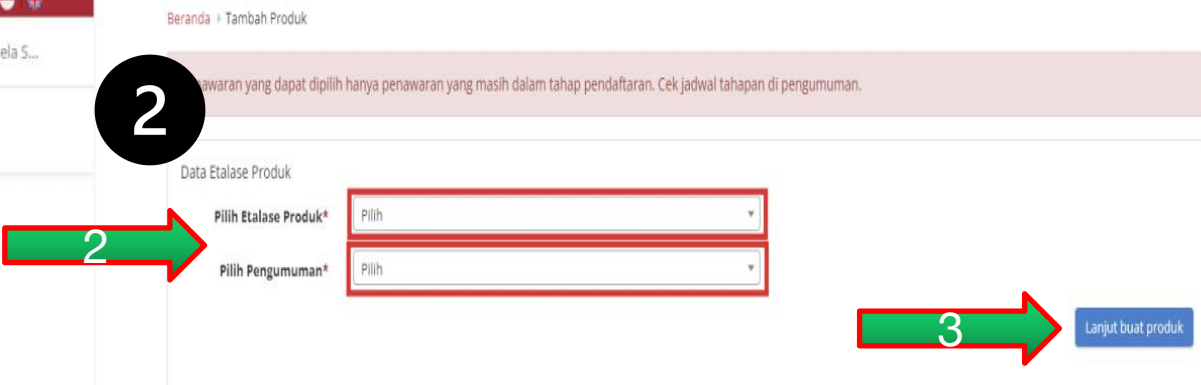 Beranda › Tambah Produk
ela S...
2
awaran yang dapat dipilih hanya penawaran yang masih dalam tahap pendaftaran. Cek jadwal tahapan di pengumuman.
Data Etalase Produk
Pilih Etalase Produk* Pilih
2
Pilih Pengumuman* Pilih
3 Lanjut buat produk